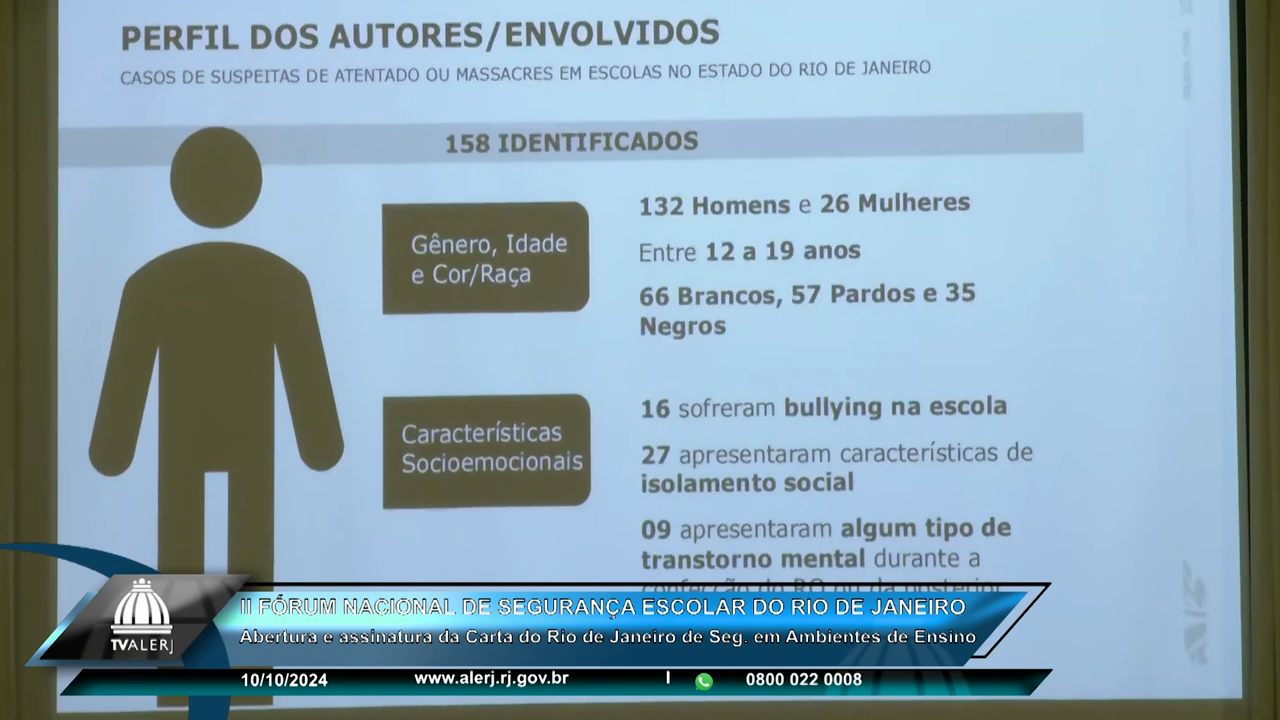 PERFIL DOS AUTORES/ENVOLVIDOS
CASOS DE SUSPEITAS DE ATENTADO OU MASSACRES EM ESCOLAS NO ESTADO DO RIO DE JANEIRO
158 IDENTIFICADOS
Gênero, Idade
e Cor/Raça
132 Homens e 26 Mulheres
Entre 12 a 19 anos
66 Brancos, 57 Pardos e 35
Negros
Características
Socioemocionais
16 sofreram bullying na escola
27 apresentaram características de
isolamento social
09 apresentaram algum tipo de
transtorno mental durante a
TVALERJ
II FÓRUM NACIONAL DE SEGURANÇA ESCOLAR DO RIO DE JANEIRO
Abertura e assinatura da Carta do Rio de Janeiro de Seg. em Ambientes de Ensino
10/10/2024 www.alerj.rj.gov.br | 0800 022 0008